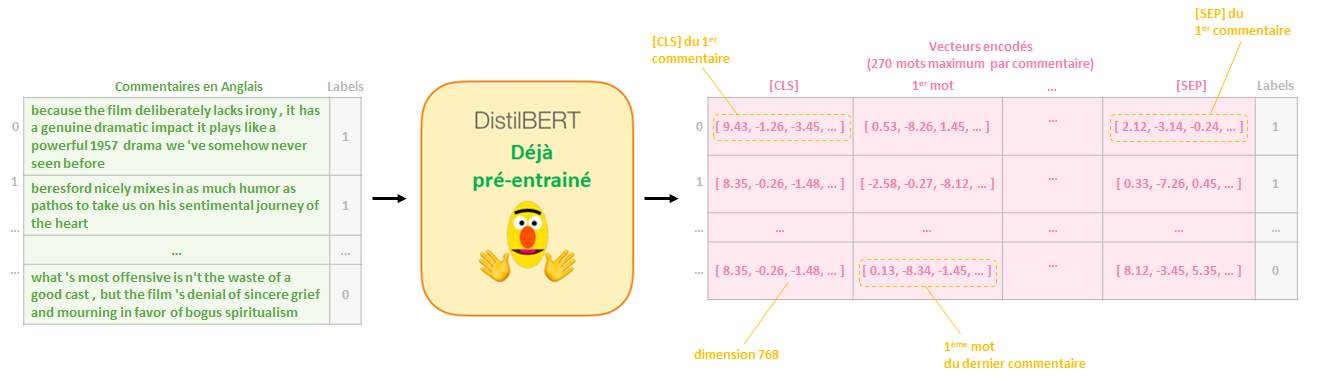 [SEP] du
1er commentaire
[CLS] du 1er
commentaire
Vecteurs encodés
(270 mots maximum par commentaire)
Commentaires en Anglais
Labels
[CLS]
1er mot
...
[SEP]
Labels
0
because the film deliberately lacks irony , it has
a genuine dramatic impact it plays like a
powerful 1957 drama we 've somehow never
seen before
1
1
beresford nicely mixes in as much humor as
pathos to take us on his sentimental journey of
the heart
1
...
...
...
...
what 's most offensive is n't the waste of a
good cast , but the film 's denial of sincere grief
and mourning in favor of bogus spiritualism
0
DistilBERT
Déjà
pré-entrainé
0
[ 9.43, -1.26, -3.45, ... ]
[ 0.53, -8.26, 1.45, ... ]
...
[ 2.12, -3.14, -0.24, ... ]
1
1
[ 8.35, -0.26, -1.48, ... ]
[ -2.58, -0.27, -8.12, ... ]
...
[ 0.33, -7.26, 0.45, ... ]
1
...
...
...
...
...
...
[ 8.35, -0.26, -1.48, ... ]
[ 0.13, -8.34, -1.45, ... ]
...
[ 8.12, -3.45, 5.35, ... ]
0
dimension 768
1ème mot
du dernier commentaire